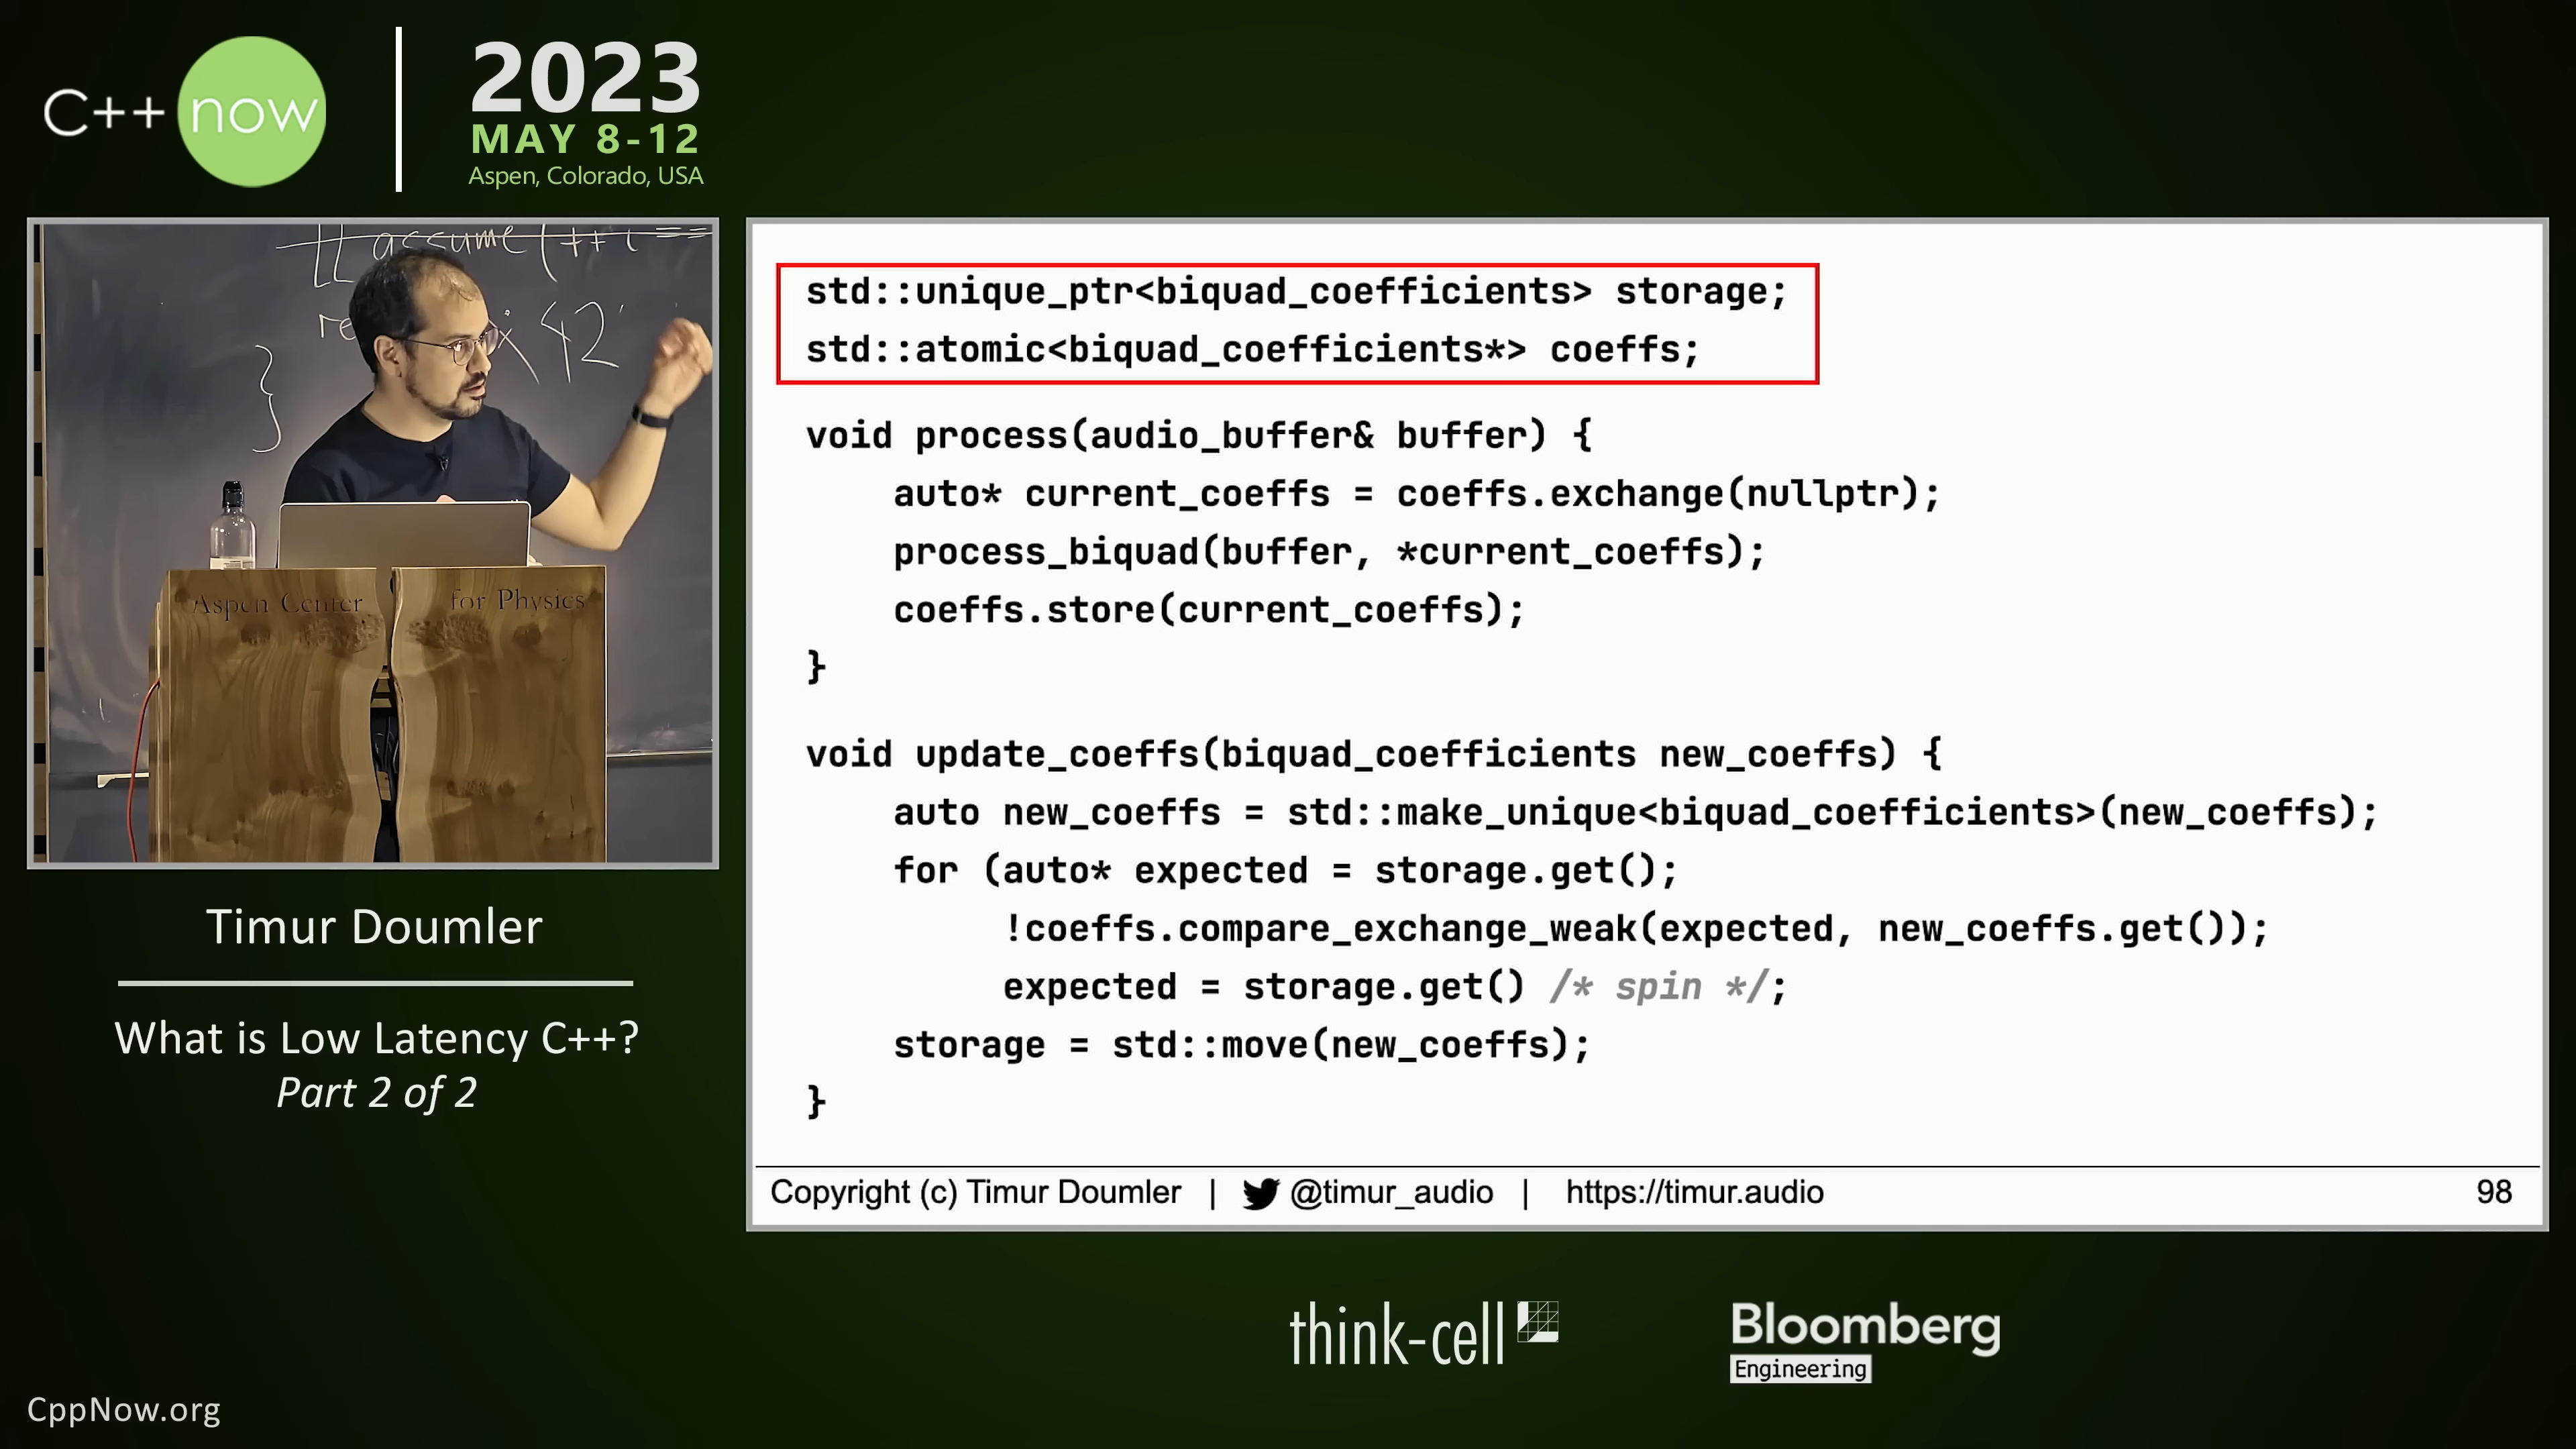 C++ now
2023
MAY 8-12
Aspen, Colorado, USA
[[ assume (++i ==
x 42
}
Aspen Center for Physics
Timur Doumler
What is Low Latency C++?
Part 2 of 2
std::unique_ptr<biquad_coefficients> storage;
std::atomic<biquad_coefficients*> coeffs;
void process(audio_buffer& buffer) {
auto* current_coeffs = coeffs.exchange(nullptr);
process_biquad(buffer, *current_coeffs);
coeffs.store(current_coeffs);
}
void update_coeffs(biquad_coefficients new_coeffs) {
auto new_coeffs = std::make_unique<biquad_coefficients>(new_coeffs);
for (auto* expected = storage.get();
!coeffs.compare_exchange_weak(expected, new_coeffs.get());
expected = storage.get() /* spin */;
storage = std::move(new_coeffs);
}
Copyright (c) Timur Doumler | @timur_audio | https://timur.audio 98
think-cell
Bloomberg
Engineering
CppNow.org